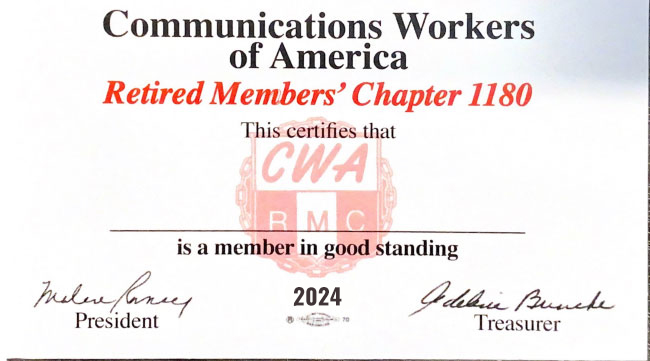 Communications Workers
of America
Retired Members' Chapter 1180
This certifies that
CWA
RMC
is a member in good standing
2024
President
Treasurer